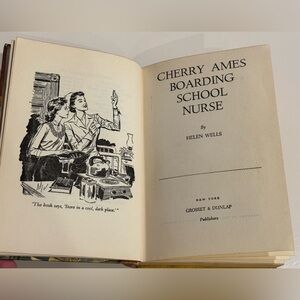 "The book says, 'Store in a cool, dark place.'"
CHERRY AMES
BOARDING
SCHOOL
NURSE
By
HELEN WELLS
NEW YORK
GROSSET & DUNLAP
Publishers